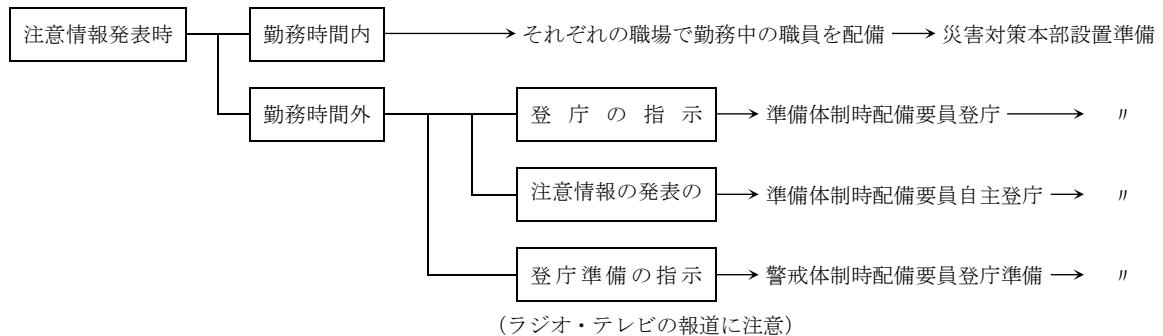 注意情報発表時 勤務時間内 それぞれの職場で勤務中の職員を配備 災害対策本部設置準備
勤務時間外 登庁の指示 準備体制時配備要員登庁 〃
注意情報の発表の 準備体制時配備要員自主登庁 〃
登庁準備の指示 警戒体制時配備要員登庁準備 〃
（ラジオ・テレビの報道に注意）